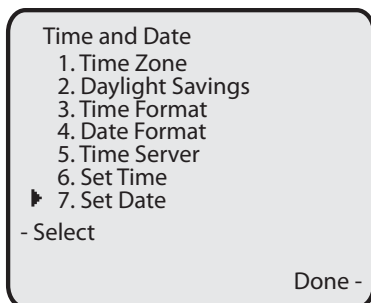 Time and Date
1. Time Zone
2. Daylight Savings
3. Time Format
4. Date Format
5. Time Server
6. Set Time
7. Set Date
- Select
Done -